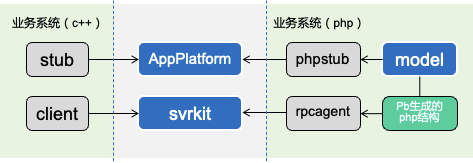 业务系统（c++）
业务系统（php）
stub
AppPlatform
phpstub
model
client
svrkit
rpcagent
Pb生成的
php结构